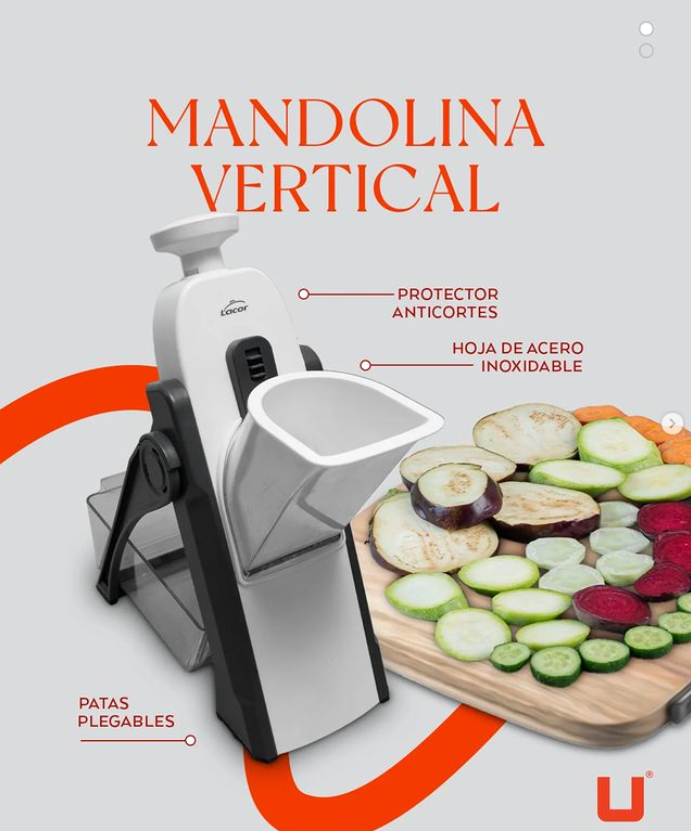 MANDOLINA
VERTICAL
Lacor
PROTECTOR
ANTICORTES
HOJA DE ACERO
INOXIDABLE
PATAS
PLEGABLES
U®